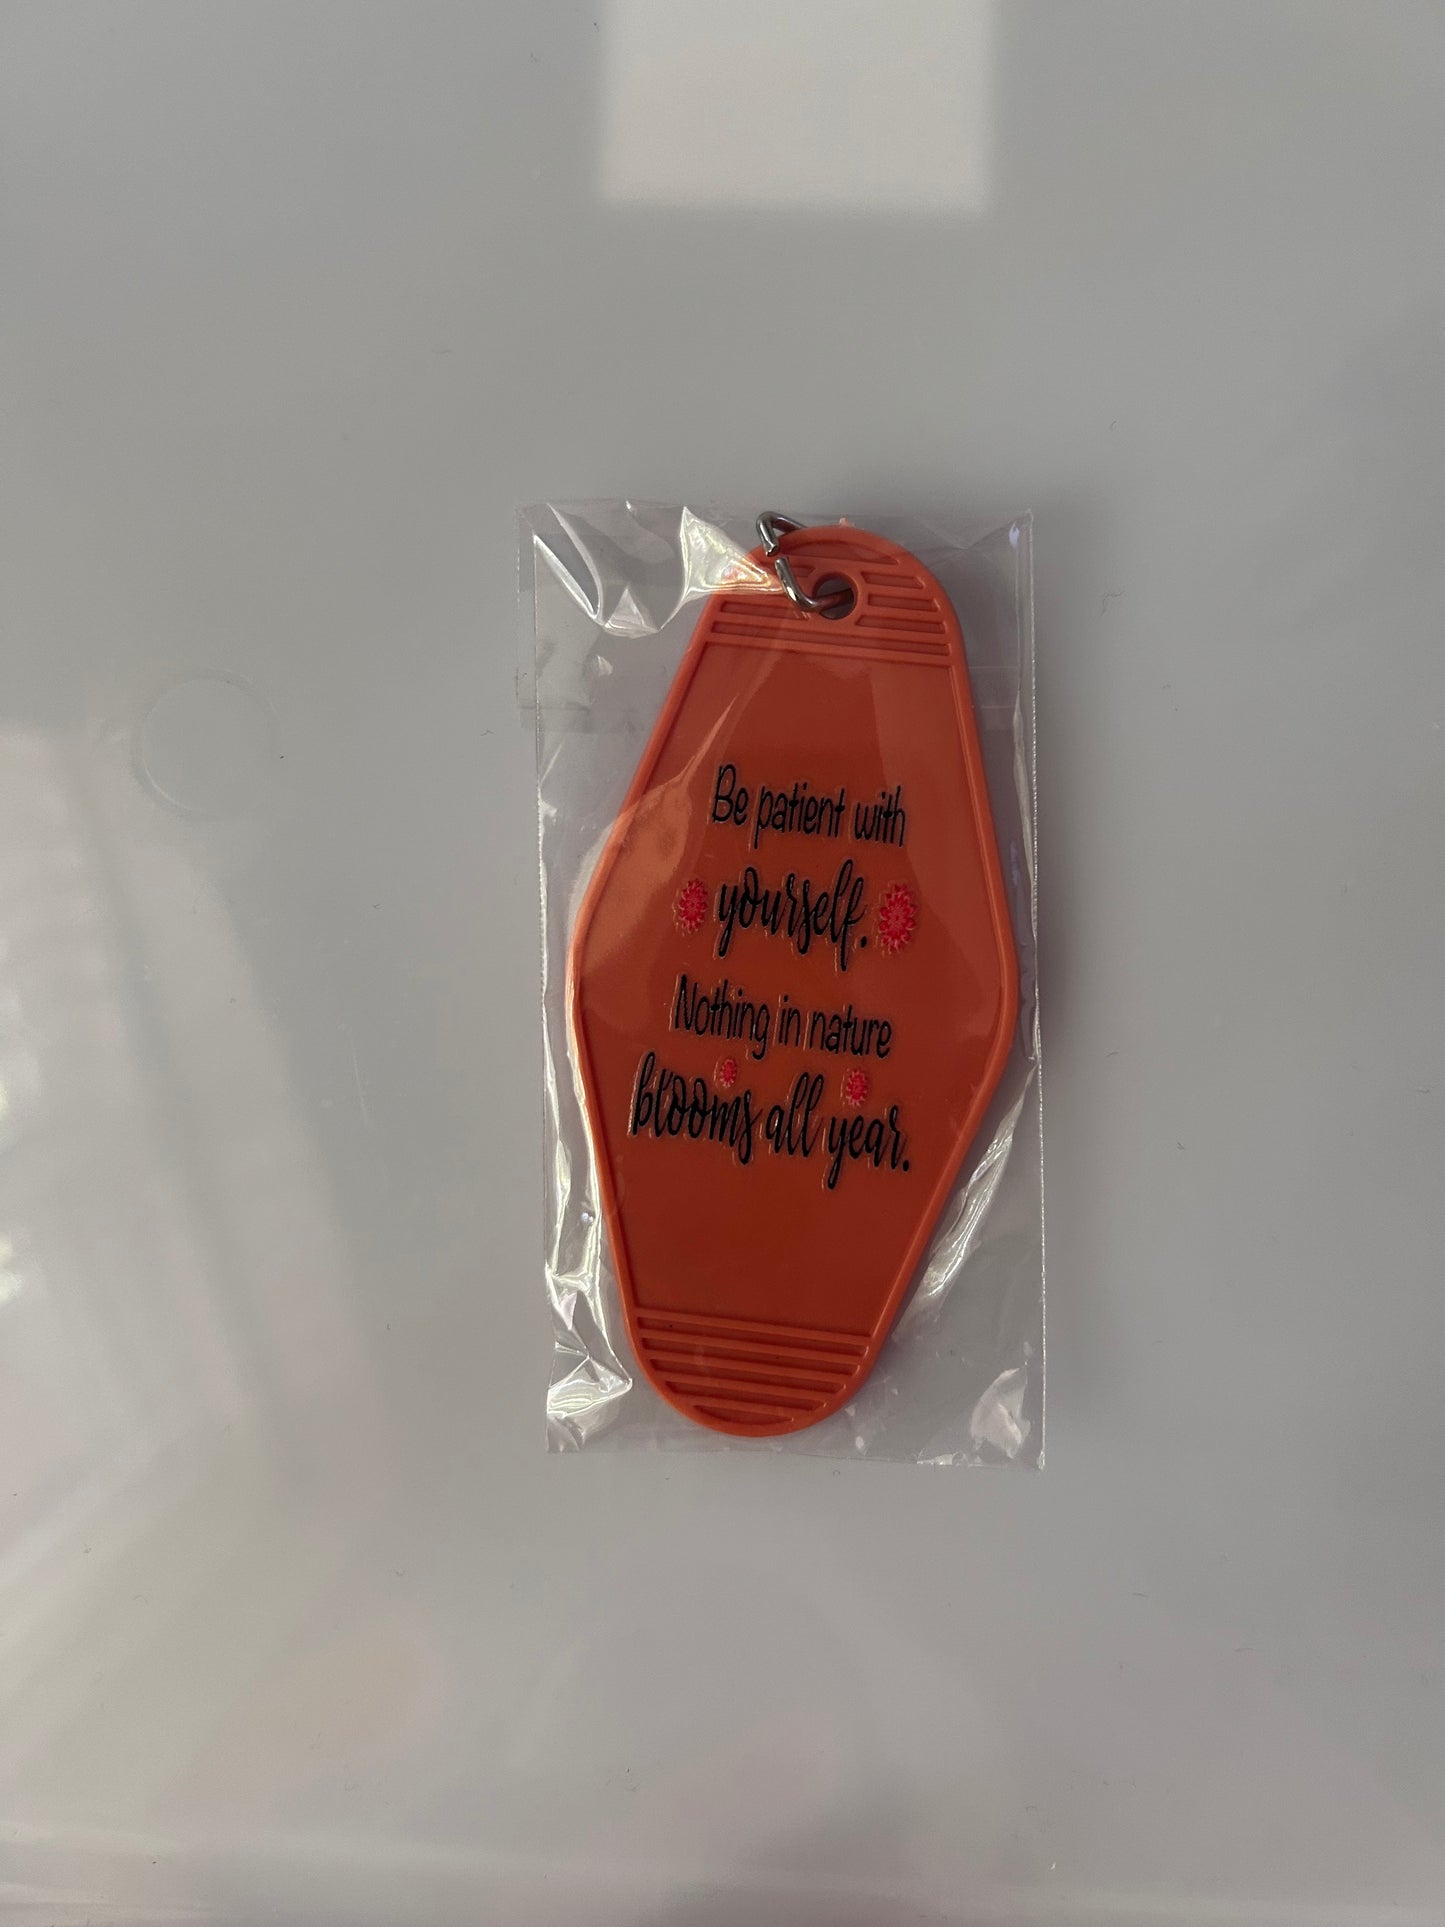 Be patient with
yourself.
Nothing in nature
blooms all year.